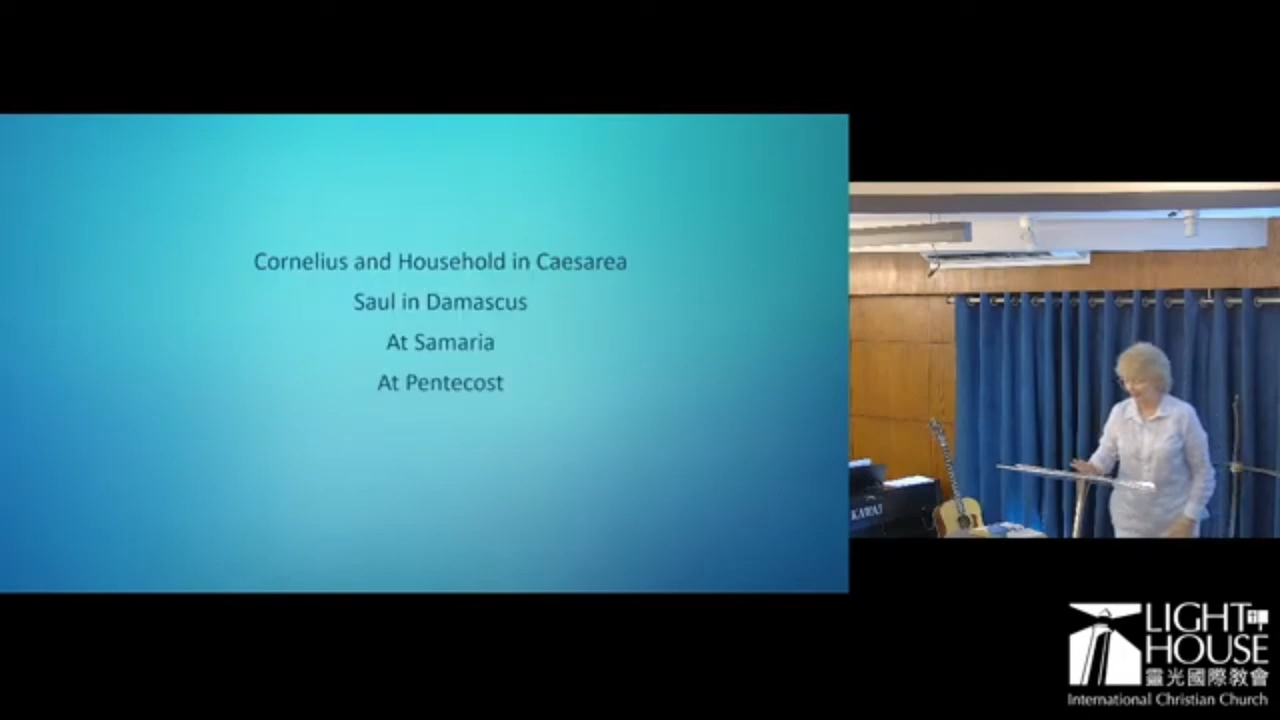 Cornelius and Household in Caesarea
Saul in Damascus
At Samaria
At Pentecost
KAWAI
LIGHT
HOUSE
靈光國際教會
International Christian Church